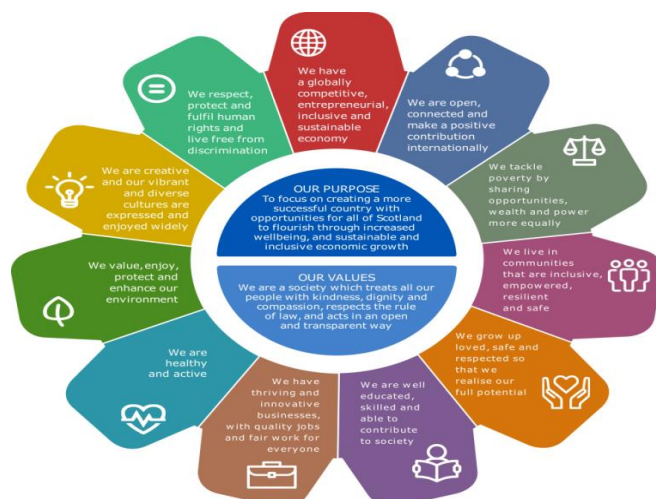 We have
a globally
competitive,
entrepreneurial,
inclusive and
sustainable
economy
We are open,
connected and
make a positive
contribution
internationally
We tackle
poverty by
sharing
opportunities,
wealth and power
more equally
We live in
communities
that are inclusive,
empowered,
resilient
and safe
We grow up
loved, safe and
respected so
that we
realise our
full potential
We are well
educated,
skilled and
able to
contribute
to society
We have
thriving and
innovative
businesses,
with quality jobs
and fair work for
everyone
We are
healthy
and active
We value, enjoy,
protect and
enhance our
environment
We are creative
and our vibrant
and diverse
cultures are
expressed and
enjoyed widely
We respect,
protect and
fulfil human
rights and
live free from
discrimination
OUR PURPOSE
To focus on creating a more
successful country with
opportunities for all of Scotland
to flourish through increased
wellbeing, and sustainable and
inclusive economic growth
OUR VALUES
We are a society which treats all our
people with kindness, dignity and
compassion, respects the rule
of law, and acts in an open
and transparent way